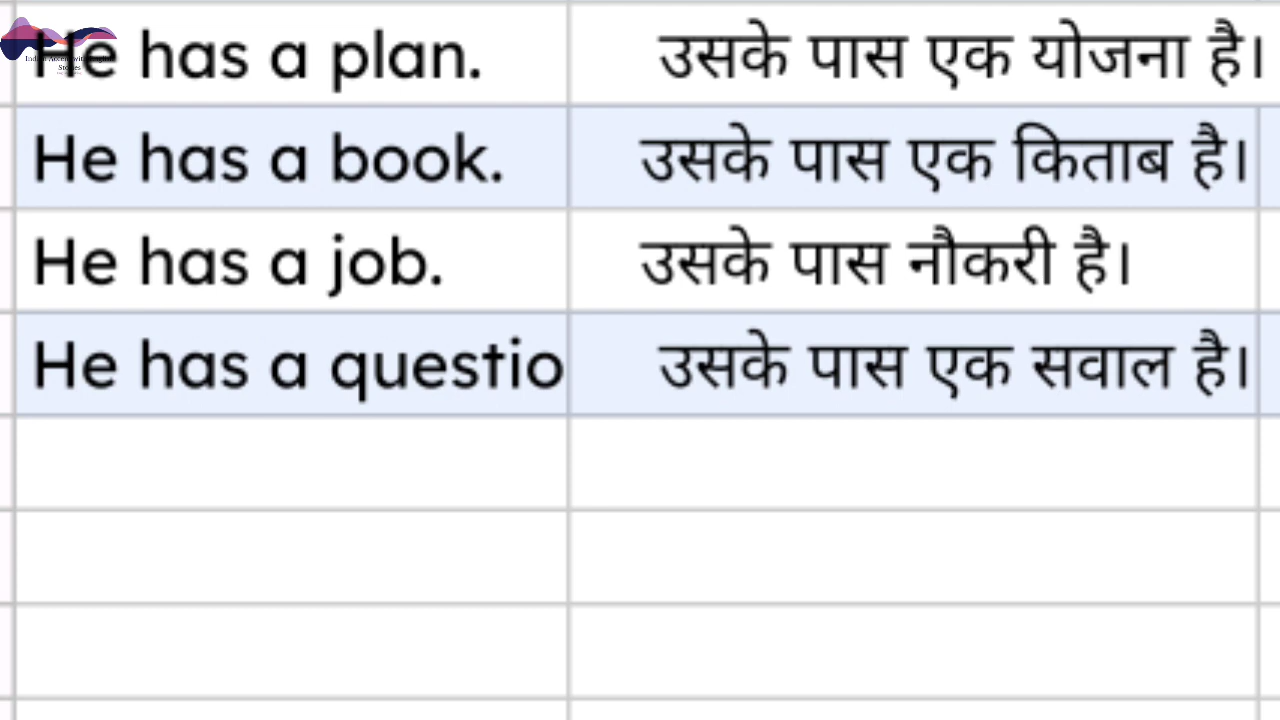 He has a plan. उसके पास एक योजना है।
He has a book. उसके पास एक किताब है।
He has a job. उसके पास नौकरी है।
He has a questio उसके पास एक सवाल है।
Stories